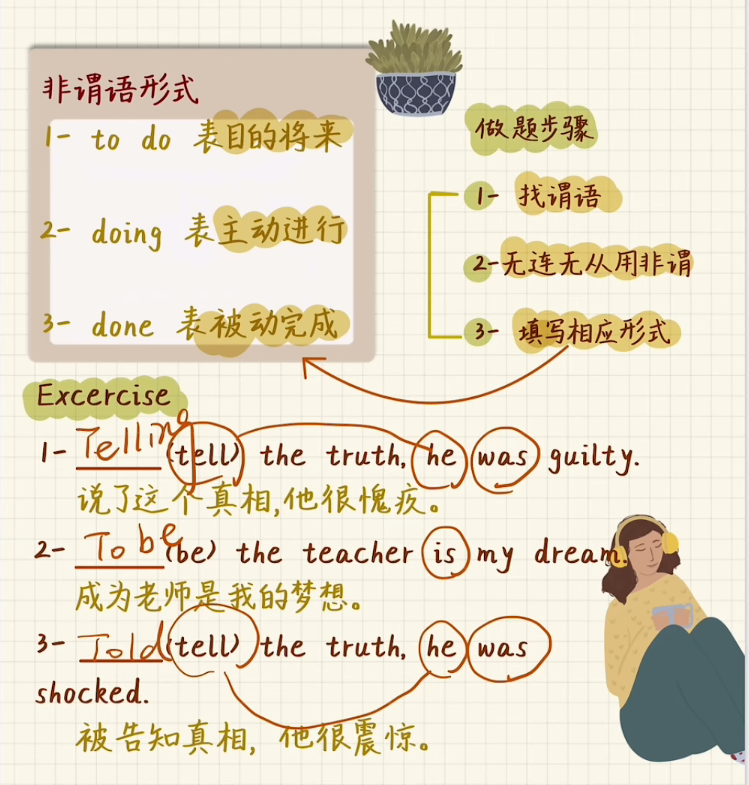 非谓语形式
1- to do 表目的将来
2- doing 表主动进行
3- done 表被动完成
做题步骤
1- 找谓语
2-无连无从用非谓
3- 填写相应形式
Excercise
1- Telling (tell) the truth, he was guilty.
说了这个真相,他很愧疚。
2- To be (be) the teacher is my dream.
成为老师是我的梦想。
3- Told (tell) the truth, he was
shocked.
被告知真相, 他很震惊。